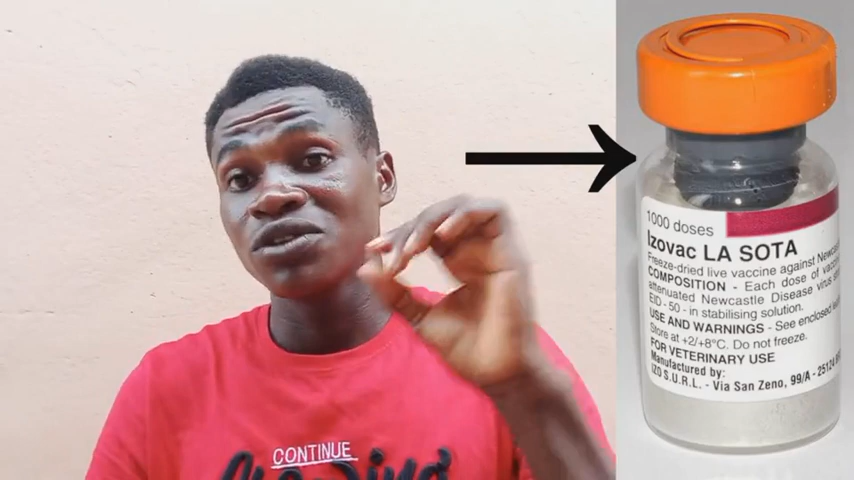 CONTINUE
1000 doses
Izovac LA SOTA
Freeze-dried live vaccine against
COMPOSITION - Each dose of
attenuated Newcastle Disease virus
EID - 50 - in stabilising solution.
USE AND WARNINGS - See enclosed
Store at +2/+8°C. Do not freeze.
FOR VETERINARY USE
Manufactured by:
IZO S.U.R.L. - Via San Zeno, 99/A -